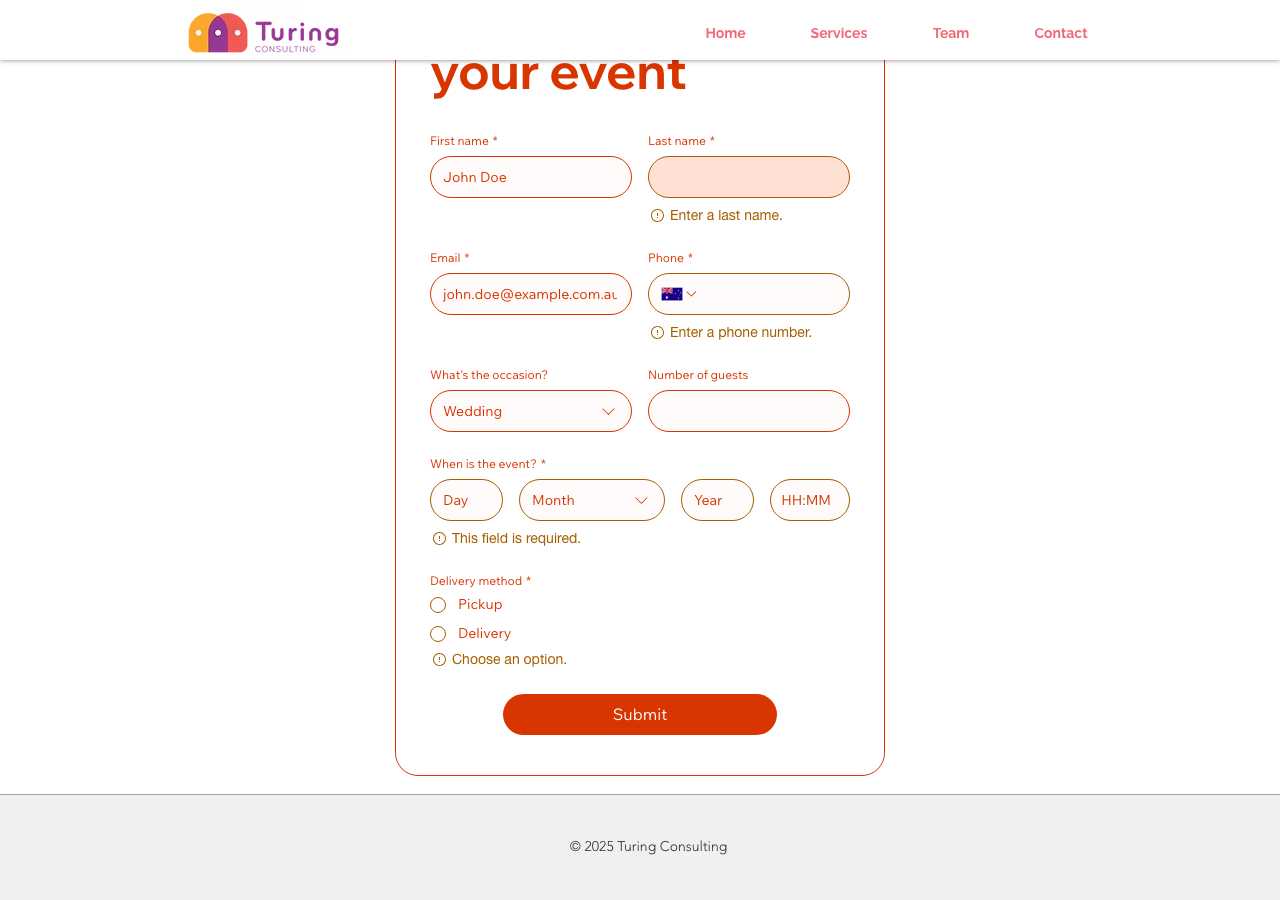 Turing
CONSULTING
Home Services Team Contact
your event
First name * Last name *
John Doe
Enter a last name.
Email * Phone *
john.doe@example.com.au
Enter a phone number.
What's the occasion? Number of guests
Wedding
When is the event? *
Day Month Year HH:MM
This field is required.
Delivery method *
Pickup
Delivery
Choose an option.
Submit
© 2025 Turing Consulting